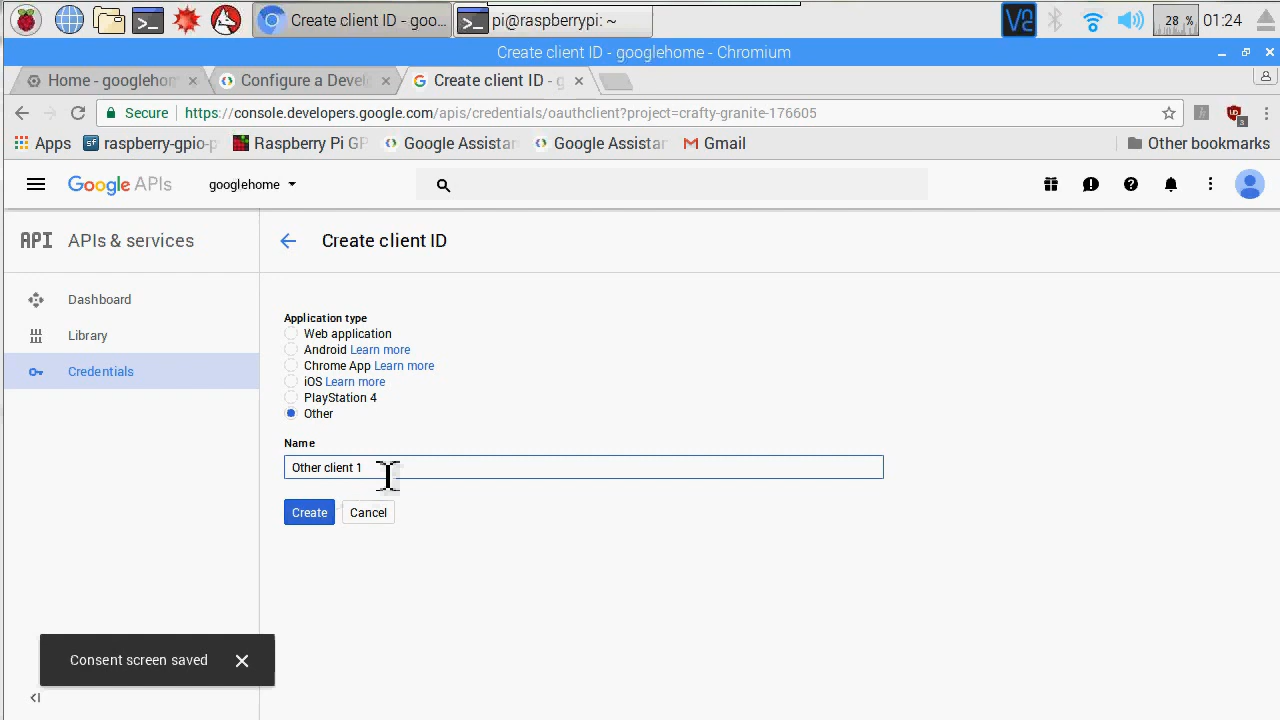 Create client ID - goo...
pi@raspberrypi: ~
28 %
01:24
Create client ID - googlehome - Chromium
Home - googlehom
Configure a Devel
Create client ID - g
Secure
https://console.developers.google.com/apis/credentials/oauthclient?project=crafty-granite-176605
Apps
raspberry-gpio-p
Raspberry Pi GP
Google Assistan
Google Assistan
Gmail
Other bookmarks
Google APIs
googlehome
API
APIs & services
Create client ID
Dashboard
Library
Credentials
Application type
Web application
Android Learn more
Chrome App Learn more
iOS Learn more
PlayStation 4
Other
Name
Other client 1
Create
Cancel
Consent screen saved